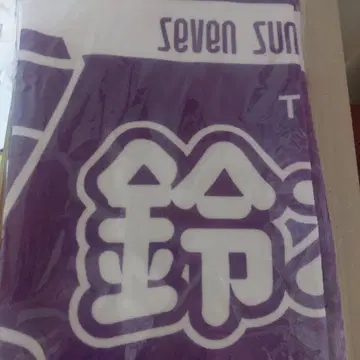 seven sun
T
鈴